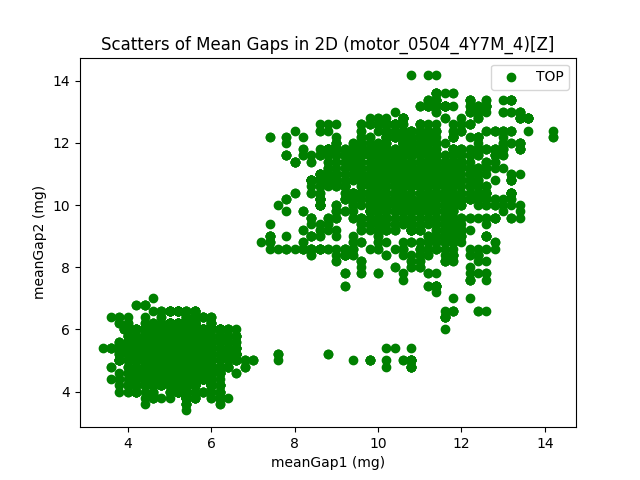 Scatters of Mean Gaps in 2D (motor_0504_4Y7M_4)[Z]
TOP
14
12
10
8
6
4
meanGap2 (mg)
4 6 8 10 12 14
meanGap1 (mg)